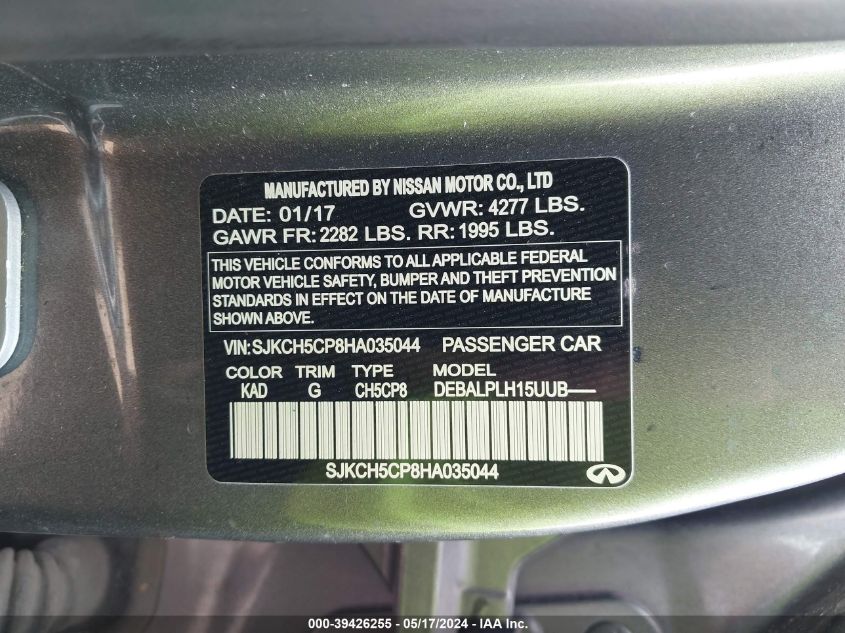 MANUFACTURED BY NISSAN MOTOR CO., LTD
DATE: 01/17 GVWR: 4277 LBS.
GAWR FR: 2282 LBS. RR: 1995 LBS.
THIS VEHICLE CONFORMS TO ALL APPLICABLE FEDERAL
MOTOR VEHICLE SAFETY, BUMPER AND THEFT PREVENTION
STANDARDS IN EFFECT ON THE DATE OF MANUFACTURE
SHOWN ABOVE.
VIN:SJKCH5CP8HA035044 PASSENGER CAR
COLOR TRIM TYPE MODEL
KAD G CH5CP8 DEBALPLH15UUB—
SJKCH5CP8HA035044
000-39426255 - 05/17/2024 - IAA Inc.